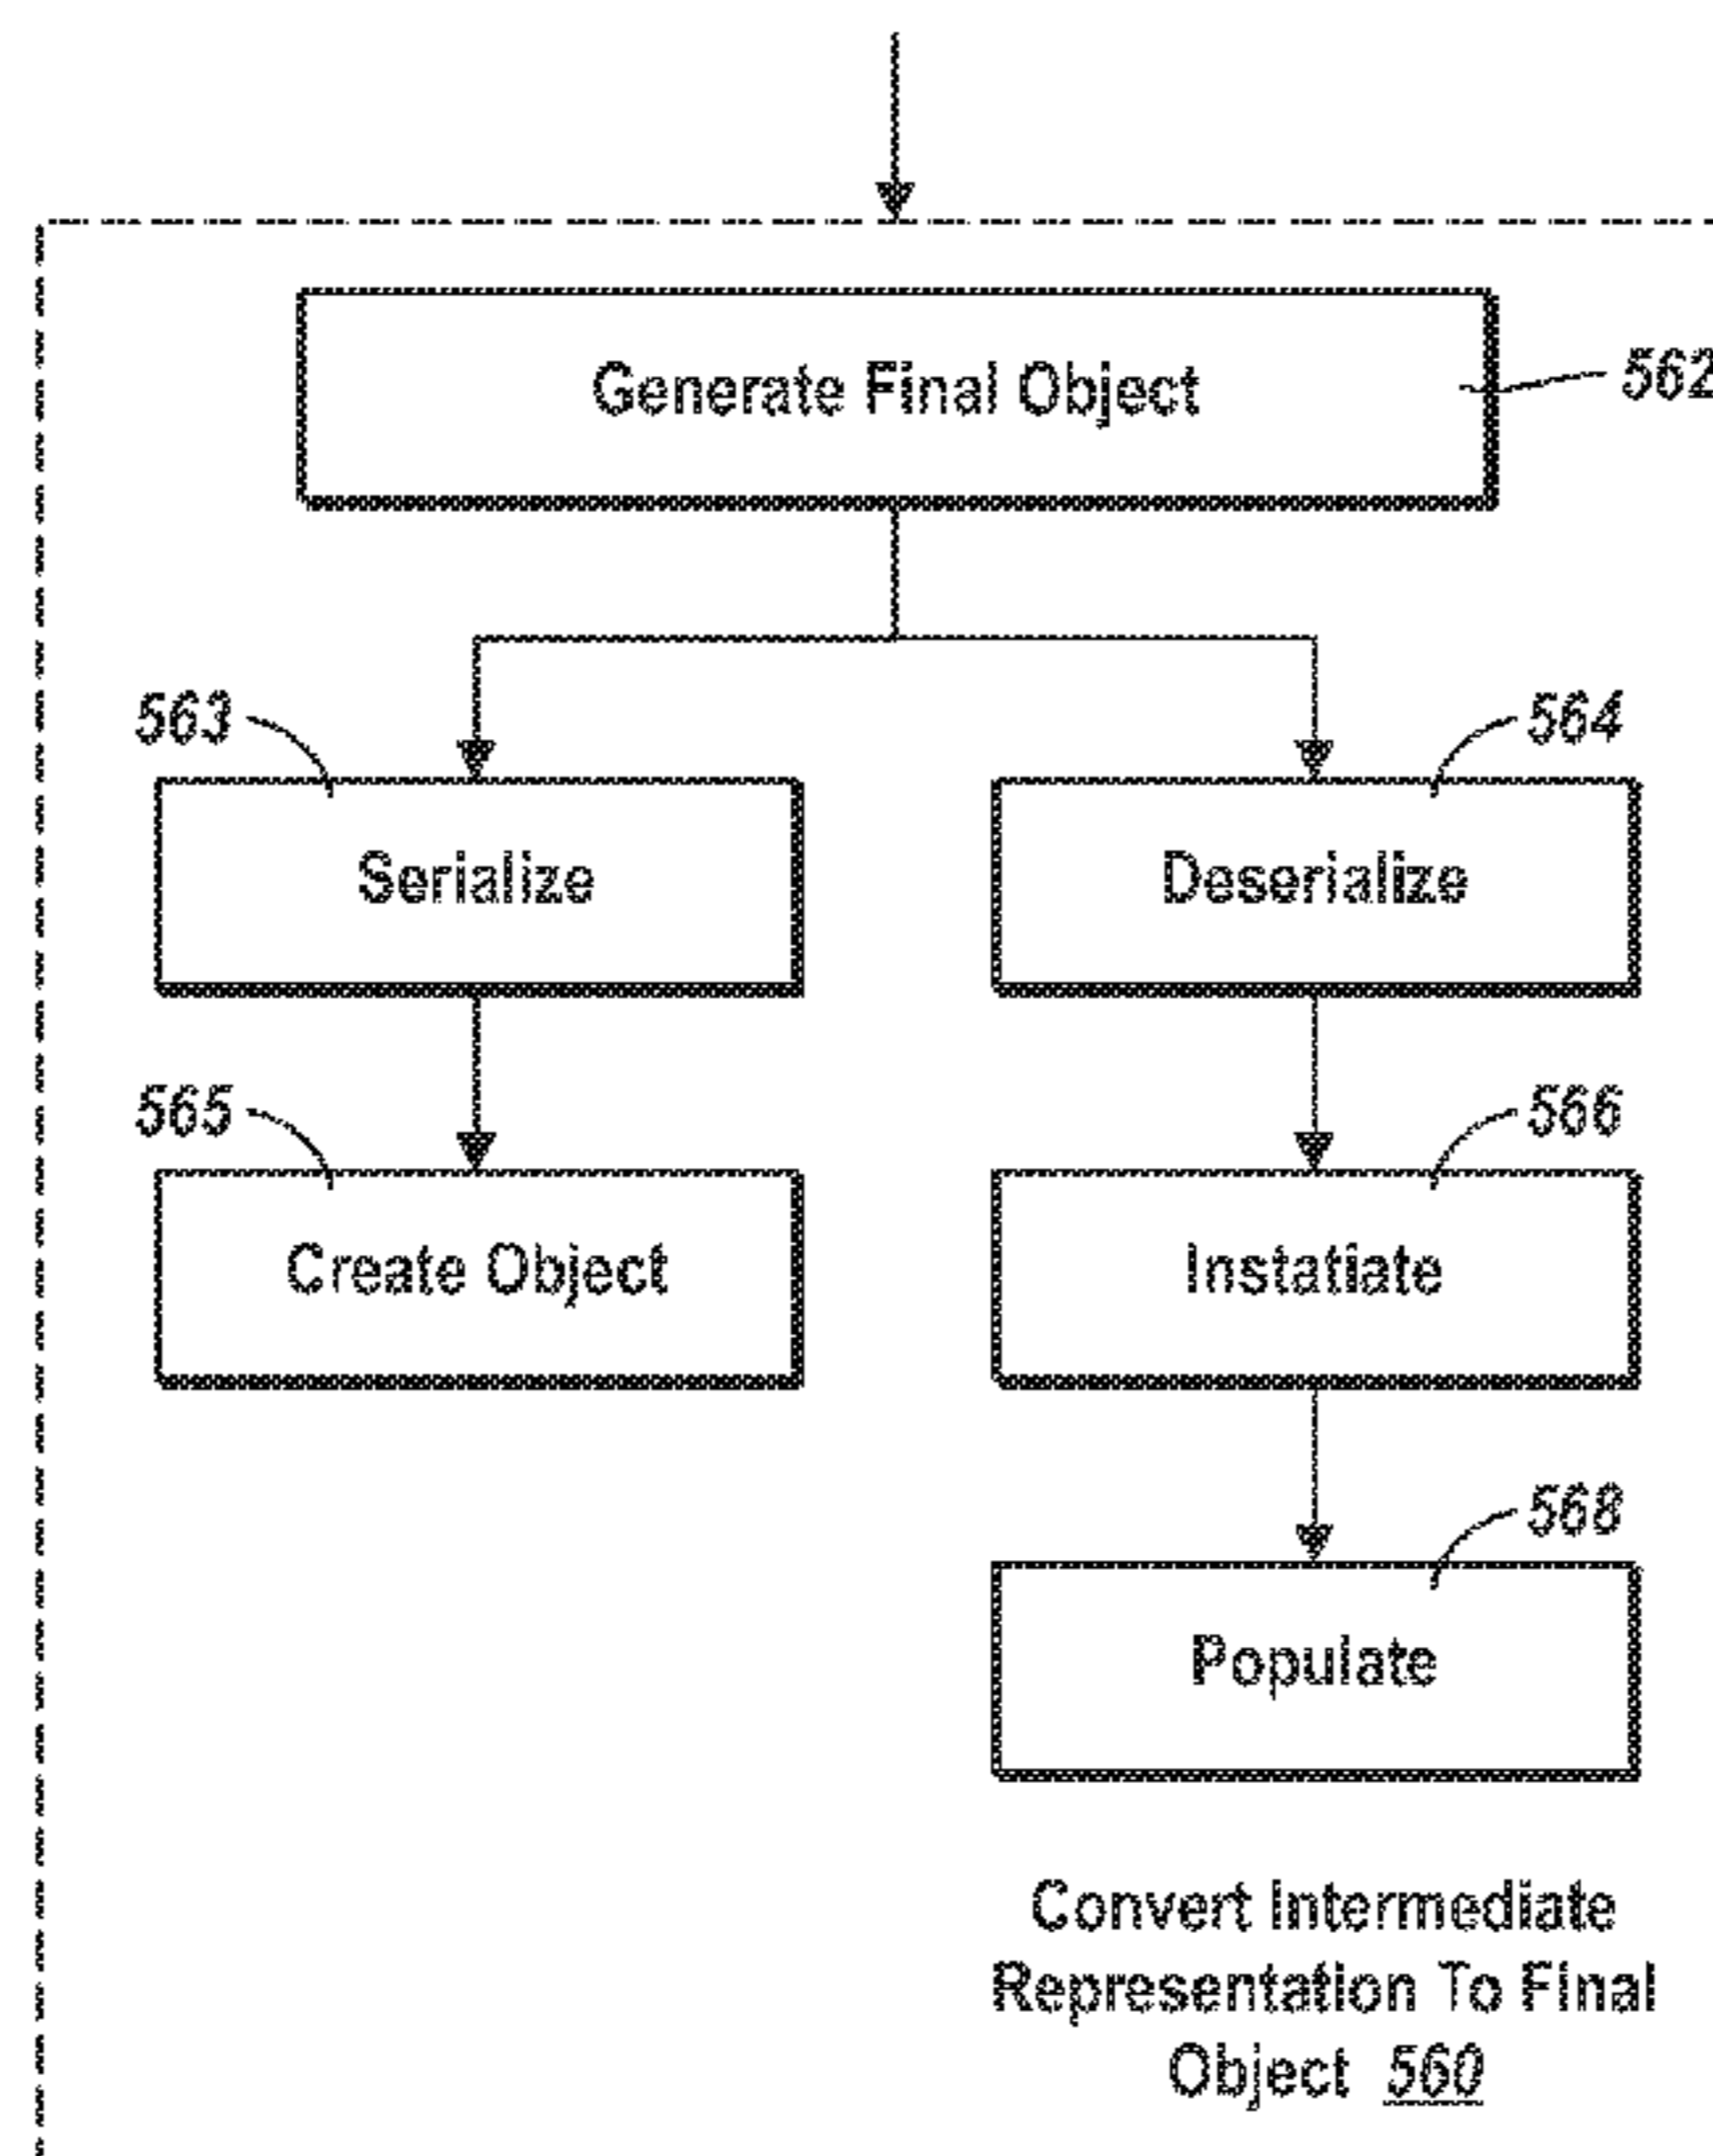 Generate Final Object
562
563
564
Serialize
Deserialize
565
566
Create Object
Instatiate
568
Populate
Convert Intermediate
Representation To Final
Object 560